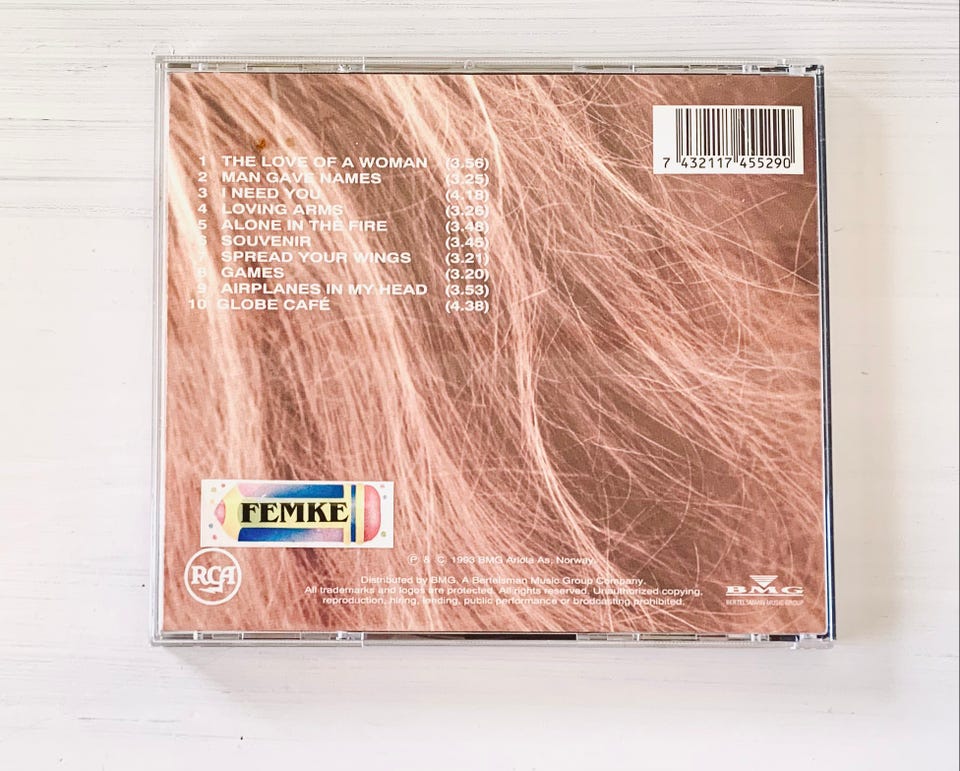 1 THE LOVE OF A WOMAN (3.56)
2 MAN GAVE NAMES (3.25)
3 I NEED YOU (4.18)
4 LOVING ARMS (3.26)
5 ALONE IN THE FIRE (3.48)
6 SOUVENIR (3.45)
7 SPREAD YOUR WINGS (3.21)
8 GAMES (3.20)
9 AIRPLANES IN MY HEAD (3.53)
10 GLOBE CAFÉ (4.38)
7 432117 455290
FEMKE
RCA
℗ & © 1993 BMG Ariola As, Norway.
Distributed by BMG. A Bertelsman Music Group Company.
All trademarks and logos are protected. All rights reserved. Unauthorized copying,
reproduction, hiring, lending, public performance or brodcasting prohibited.
BMG
BERTELSMANN MUSIC GROUP